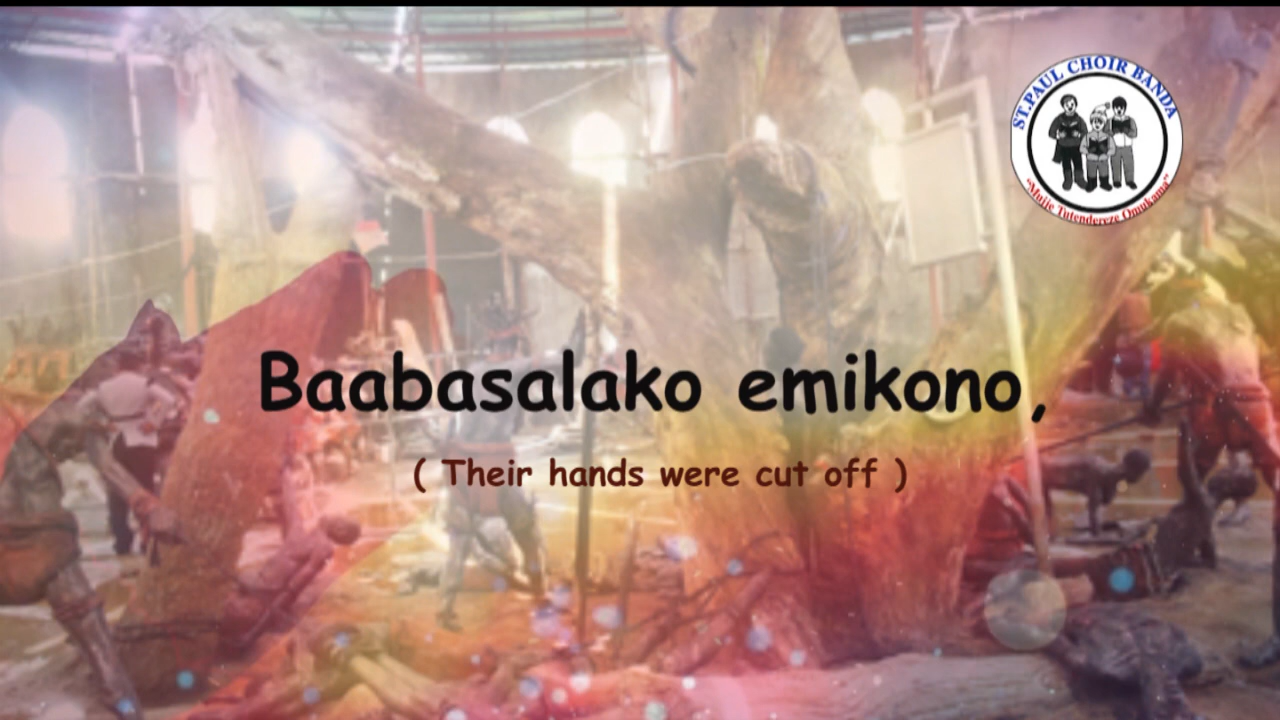 ST.PAUL CHOIR BANDA
"Mujje Tutendereze Omukama"
Baabasalako emikono,
( Their hands were cut off )